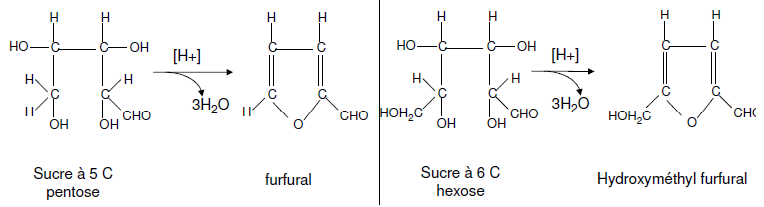 H H H H H H H H
HO C C OH [H+] C C HO C C OH [H+] C C
H H H H
C C 3H2O C C C C 3H2O C C
H H CHO HOH2C CHO HOH2C CHO
OH OH CHO O OH OH O
Sucre à 5 C
pentose
furfural
Sucre à 6 C
hexose
Hydroxyméthyl furfural